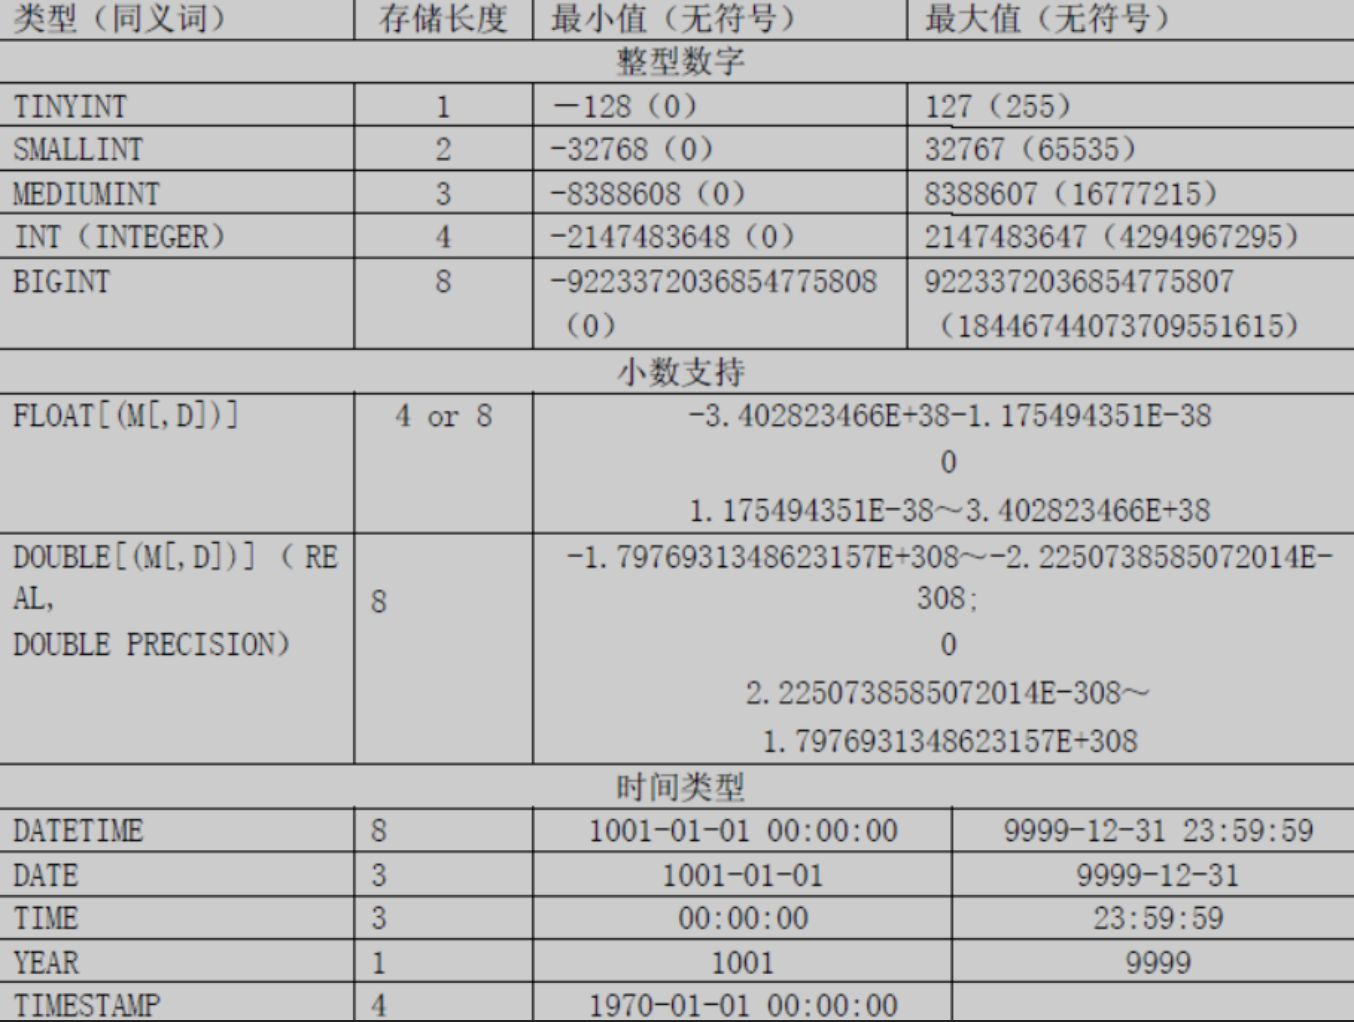 类型（同义词） 存储长度 最小值（无符号） 最大值（无符号）
整型数字
TINYINT 1 －128（0） 127（255）
SMALLINT 2 -32768（0） 32767（65535）
MEDIUMINT 3 -8388608（0） 8388607（16777215）
INT（INTEGER） 4 -2147483648（0） 2147483647（4294967295）
BIGINT 8 -9223372036854775808 9223372036854775807
（0） （18446744073709551615）
小数支持
FLOAT[(M[,D])] 4 or 8 -3.402823466E+38-1.175494351E-38
0
1.175494351E-38～3.402823466E+38
DOUBLE[(M[,D])]（RE -1.7976931348623157E+308～-2.2250738585072014E-
AL, 8 308;
DOUBLE PRECISION） 0
2.2250738585072014E-308～
1.7976931348623157E+308
时间类型
DATETIME 8 1001-01-01 00:00:00 9999-12-31 23:59:59
DATE 3 1001-01-01 9999-12-31
TIME 3 00:00:00 23:59:59
YEAR 1 1001 9999
TIMESTAMP 4 1970-01-01 00:00:00